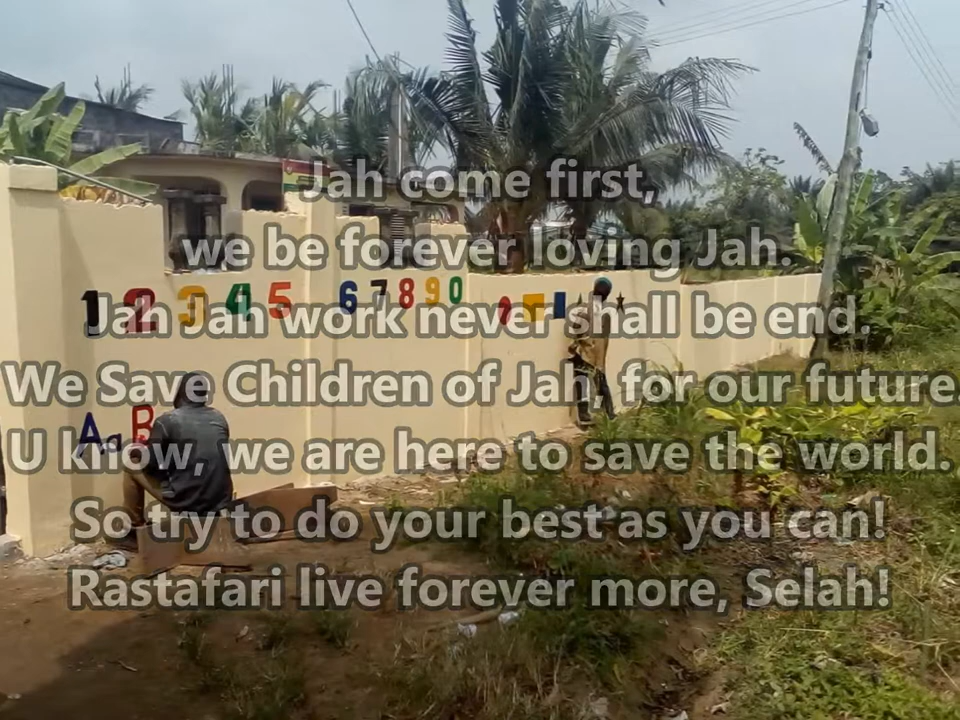 Jah come first,
we be forever loving Jah.
1 2 3 4 5 6 7 8 9 0
Jah Jah work never shall be end.
We Save Children of Jah, for our future.
A a B
U know, we are here to save the world.
So try to do your best as you can!
Rastafari live forever more, Selah!